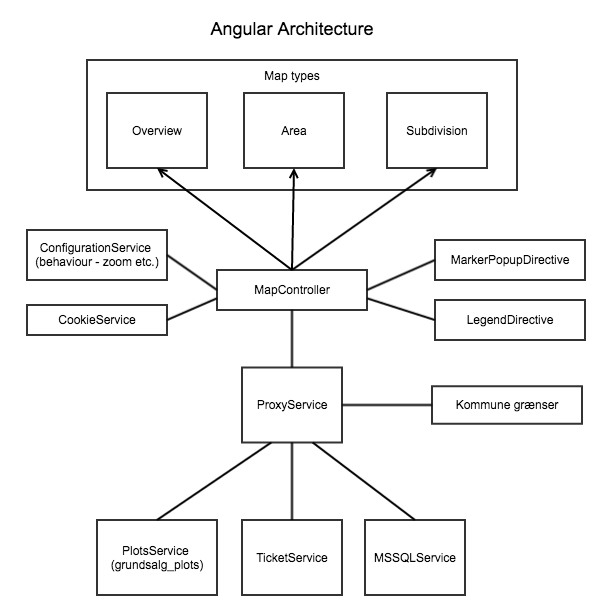 Angular Architecture
Map types
Overview
Area
Subdivision
ConfigurationService
(behaviour - zoom etc.)
MarkerPopupDirective
MapController
CookieService
LegendDirective
ProxyService
Kommune grænser
PlotsService
(grundsalg_plots)
TicketService
MSSQLService